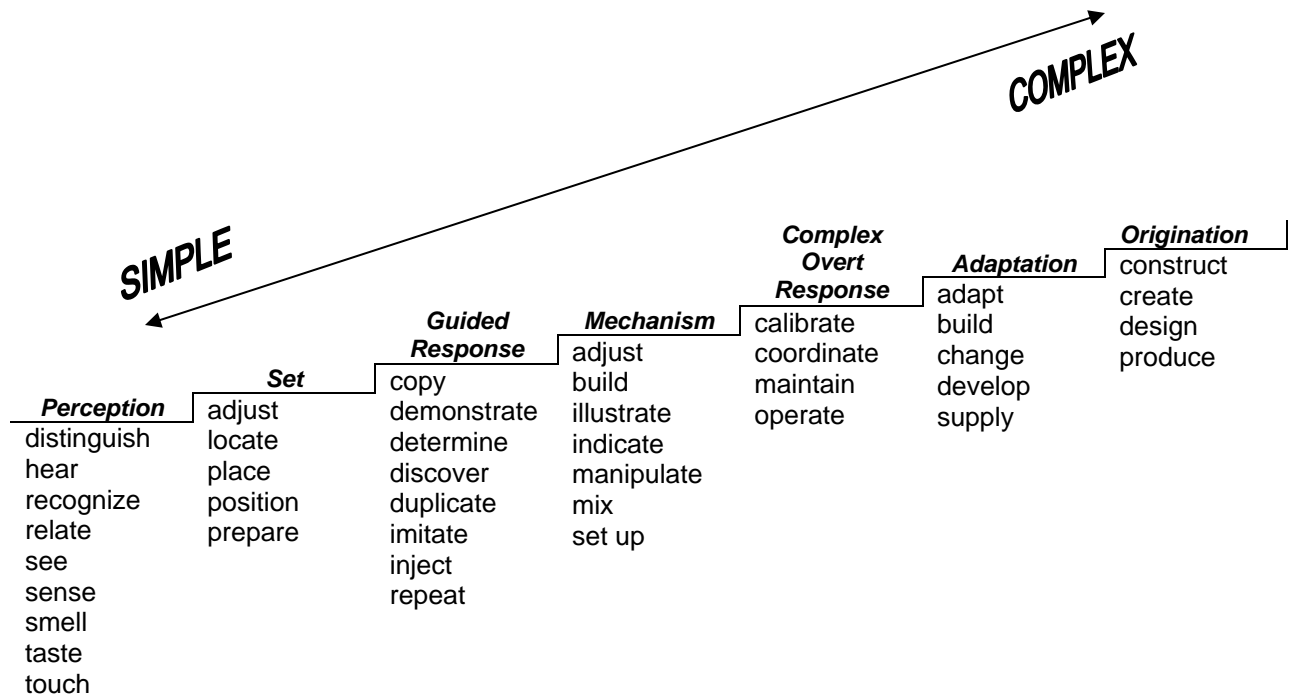 COMPLEX
SIMPLE
Perception
distinguish
hear
recognize
relate
see
sense
smell
taste
touch
Set
adjust
locate
place
position
prepare
Guided
Response
copy
demonstrate
determine
discover
duplicate
imitate
inject
repeat
Mechanism
adjust
build
illustrate
indicate
manipulate
mix
set up
Complex
Overt
Response
calibrate
coordinate
maintain
operate
Adaptation
adapt
build
change
develop
supply
Origination
construct
create
design
produce